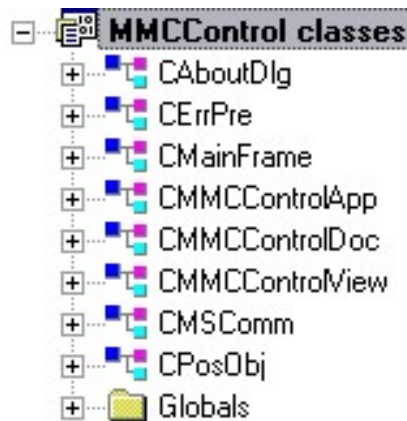 MMCControl classes
CAboutDlg
CErrPre
CMainFrame
CMMCControlApp
CMMCControlDoc
CMMCControlView
CMSComm
CPosObj
Globals